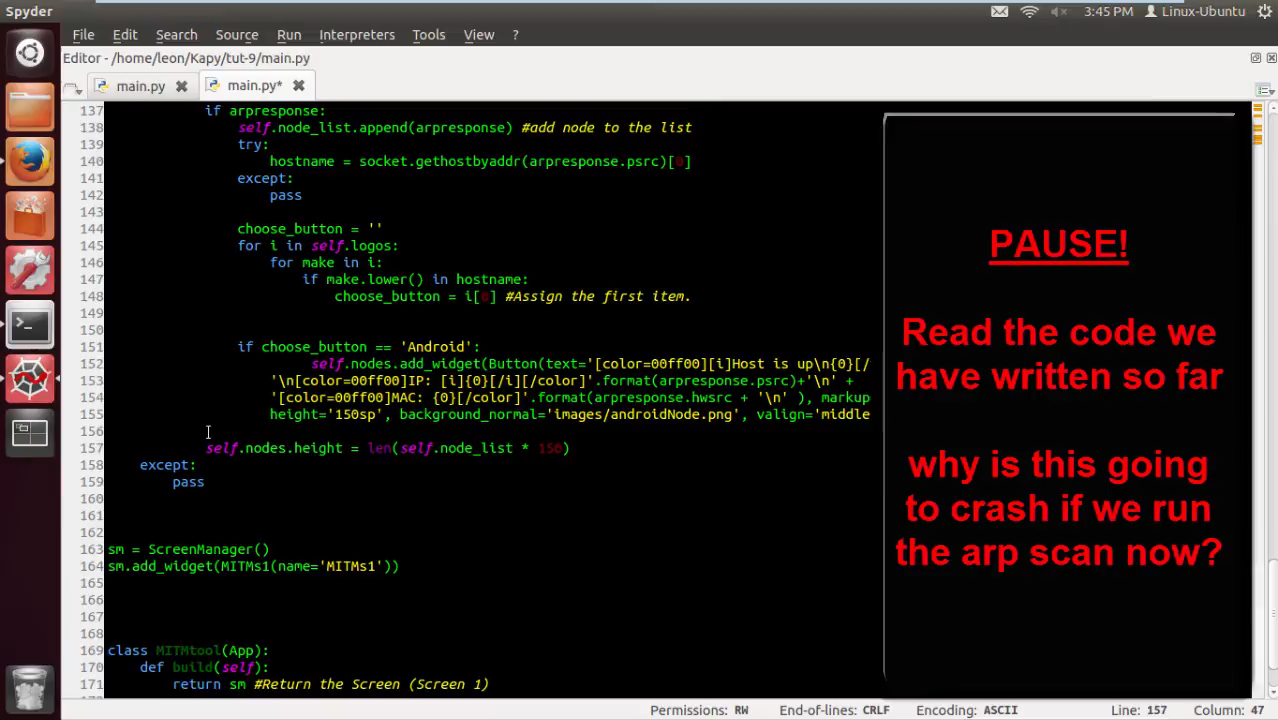 Spyder
3:45 PM Linux-Ubuntu
File Edit Search Source Run Interpreters Tools View ?
Editor - /home/leon/Kapy/tut-9/main.py
main.py main.py*
137 if arpresponse:
138 self.node_list.append(arpresponse) #add node to the list
139 try:
140 hostname = socket.gethostbyaddr(arpresponse.psrc)[0]
141 except:
142 pass
143
144 choose_button = ''
145 for i in self.logos:
146 for make in i:
147 if make.lower() in hostname:
148 choose_button = i[0] #Assign the first item.
149
150
151 if choose_button == 'Android':
152 self.nodes.add_widget(Button(text='[color=00ff00][i]Host is up\n{0}[/
153 '\n[color=00ff00]IP: [i]{0}[/i][/color]'.format(arpresponse.psrc)+'\n' +
154 '[color=00ff00]MAC: {0}[/color]'.format(arpresponse.hwsrc + '\n' ), markup
155 height='150sp', background_normal='images/androidNode.png', valign='middle
156
157 self.nodes.height = len(self.node_list * 150)
158 except:
159 pass
160
161
162
163 sm = ScreenManager()
164 sm.add_widget(MITMs1(name='MITMs1'))
165
166
167
168
169 class MITMtool(App):
170 def build(self):
171 return sm #Return the Screen (Screen 1)
PAUSE!
Read the code we
have written so far
why is this going
to crash if we run
the arp scan now?
Permissions: RW End-of-lines: CRLF Encoding: ASCII Line: 157 Column: 47